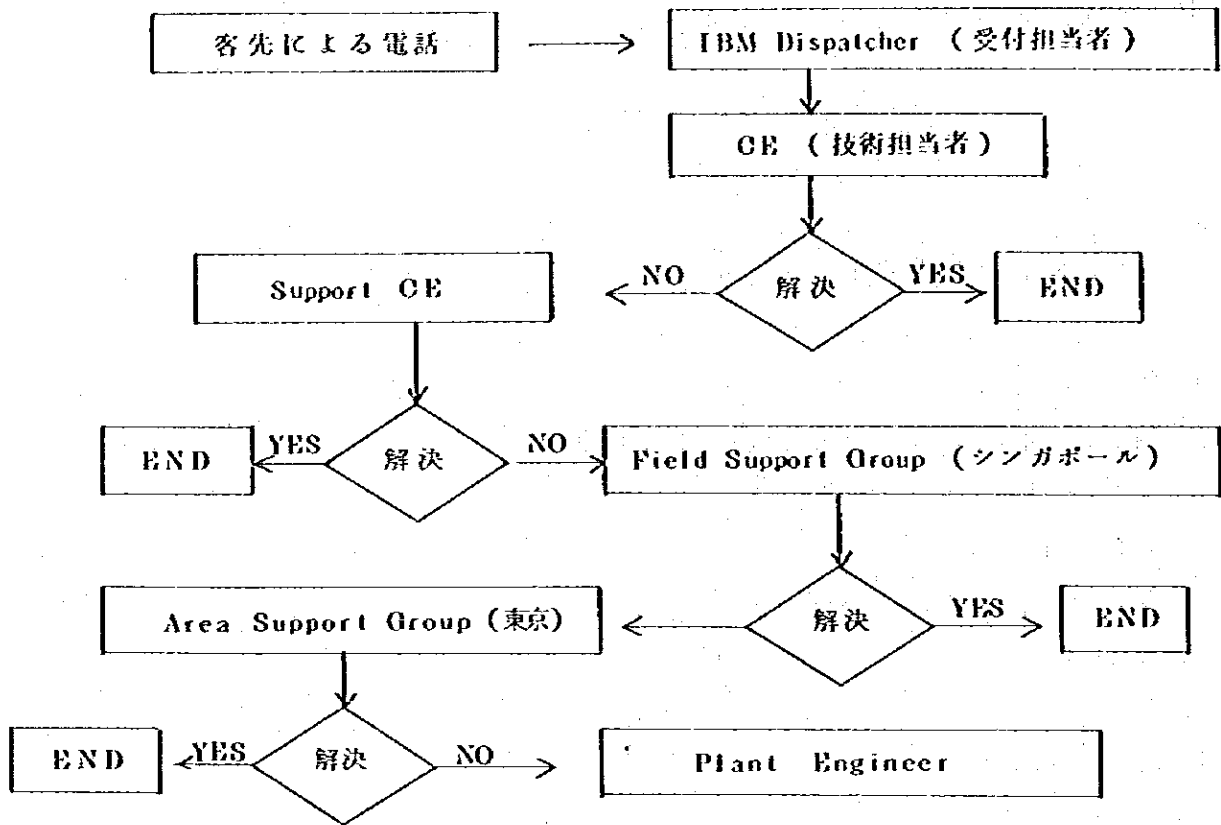 客先による電話
IBM Dispatcher (受付担当者)
CE (技術担当者)
解決
NO
YES
END
Support CE
解決
YES
END
NO
Field Support Group (シンガポール)
解決
YES
END
Area Support Group (東京)
解決
YES
END
NO
Plant Engineer